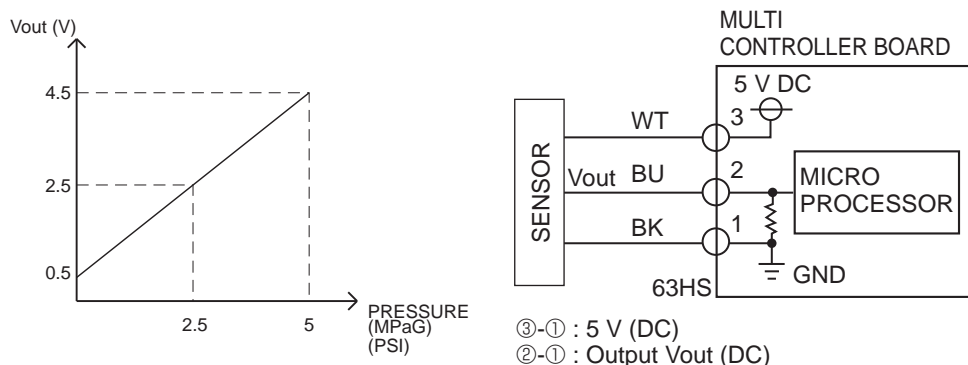 Vout (V)
4.5
2.5
0.5
2.5
5
PRESSURE
(MPaG)
(PSI)
MULTI
CONTROLLER BOARD
5 V DC
SENSOR
WT
3
Vout BU
2
BK
1
MICRO
PROCESSOR
GND
63HS
③-① : 5 V (DC)
②-① : Output Vout (DC)